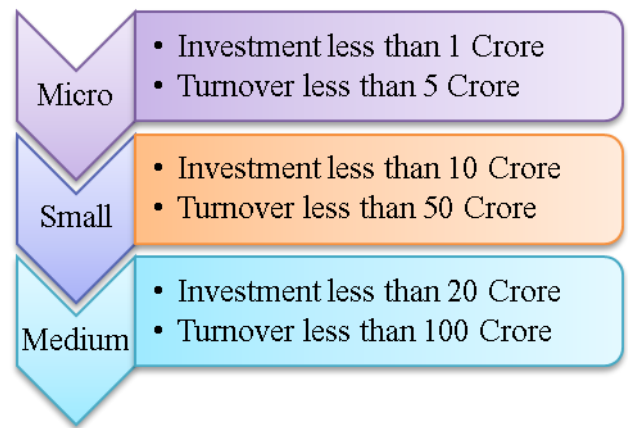 Micro
• Investment less than 1 Crore
• Turnover less than 5 Crore
Small
• Investment less than 10 Crore
• Turnover less than 50 Crore
Medium
• Investment less than 20 Crore
• Turnover less than 100 Crore